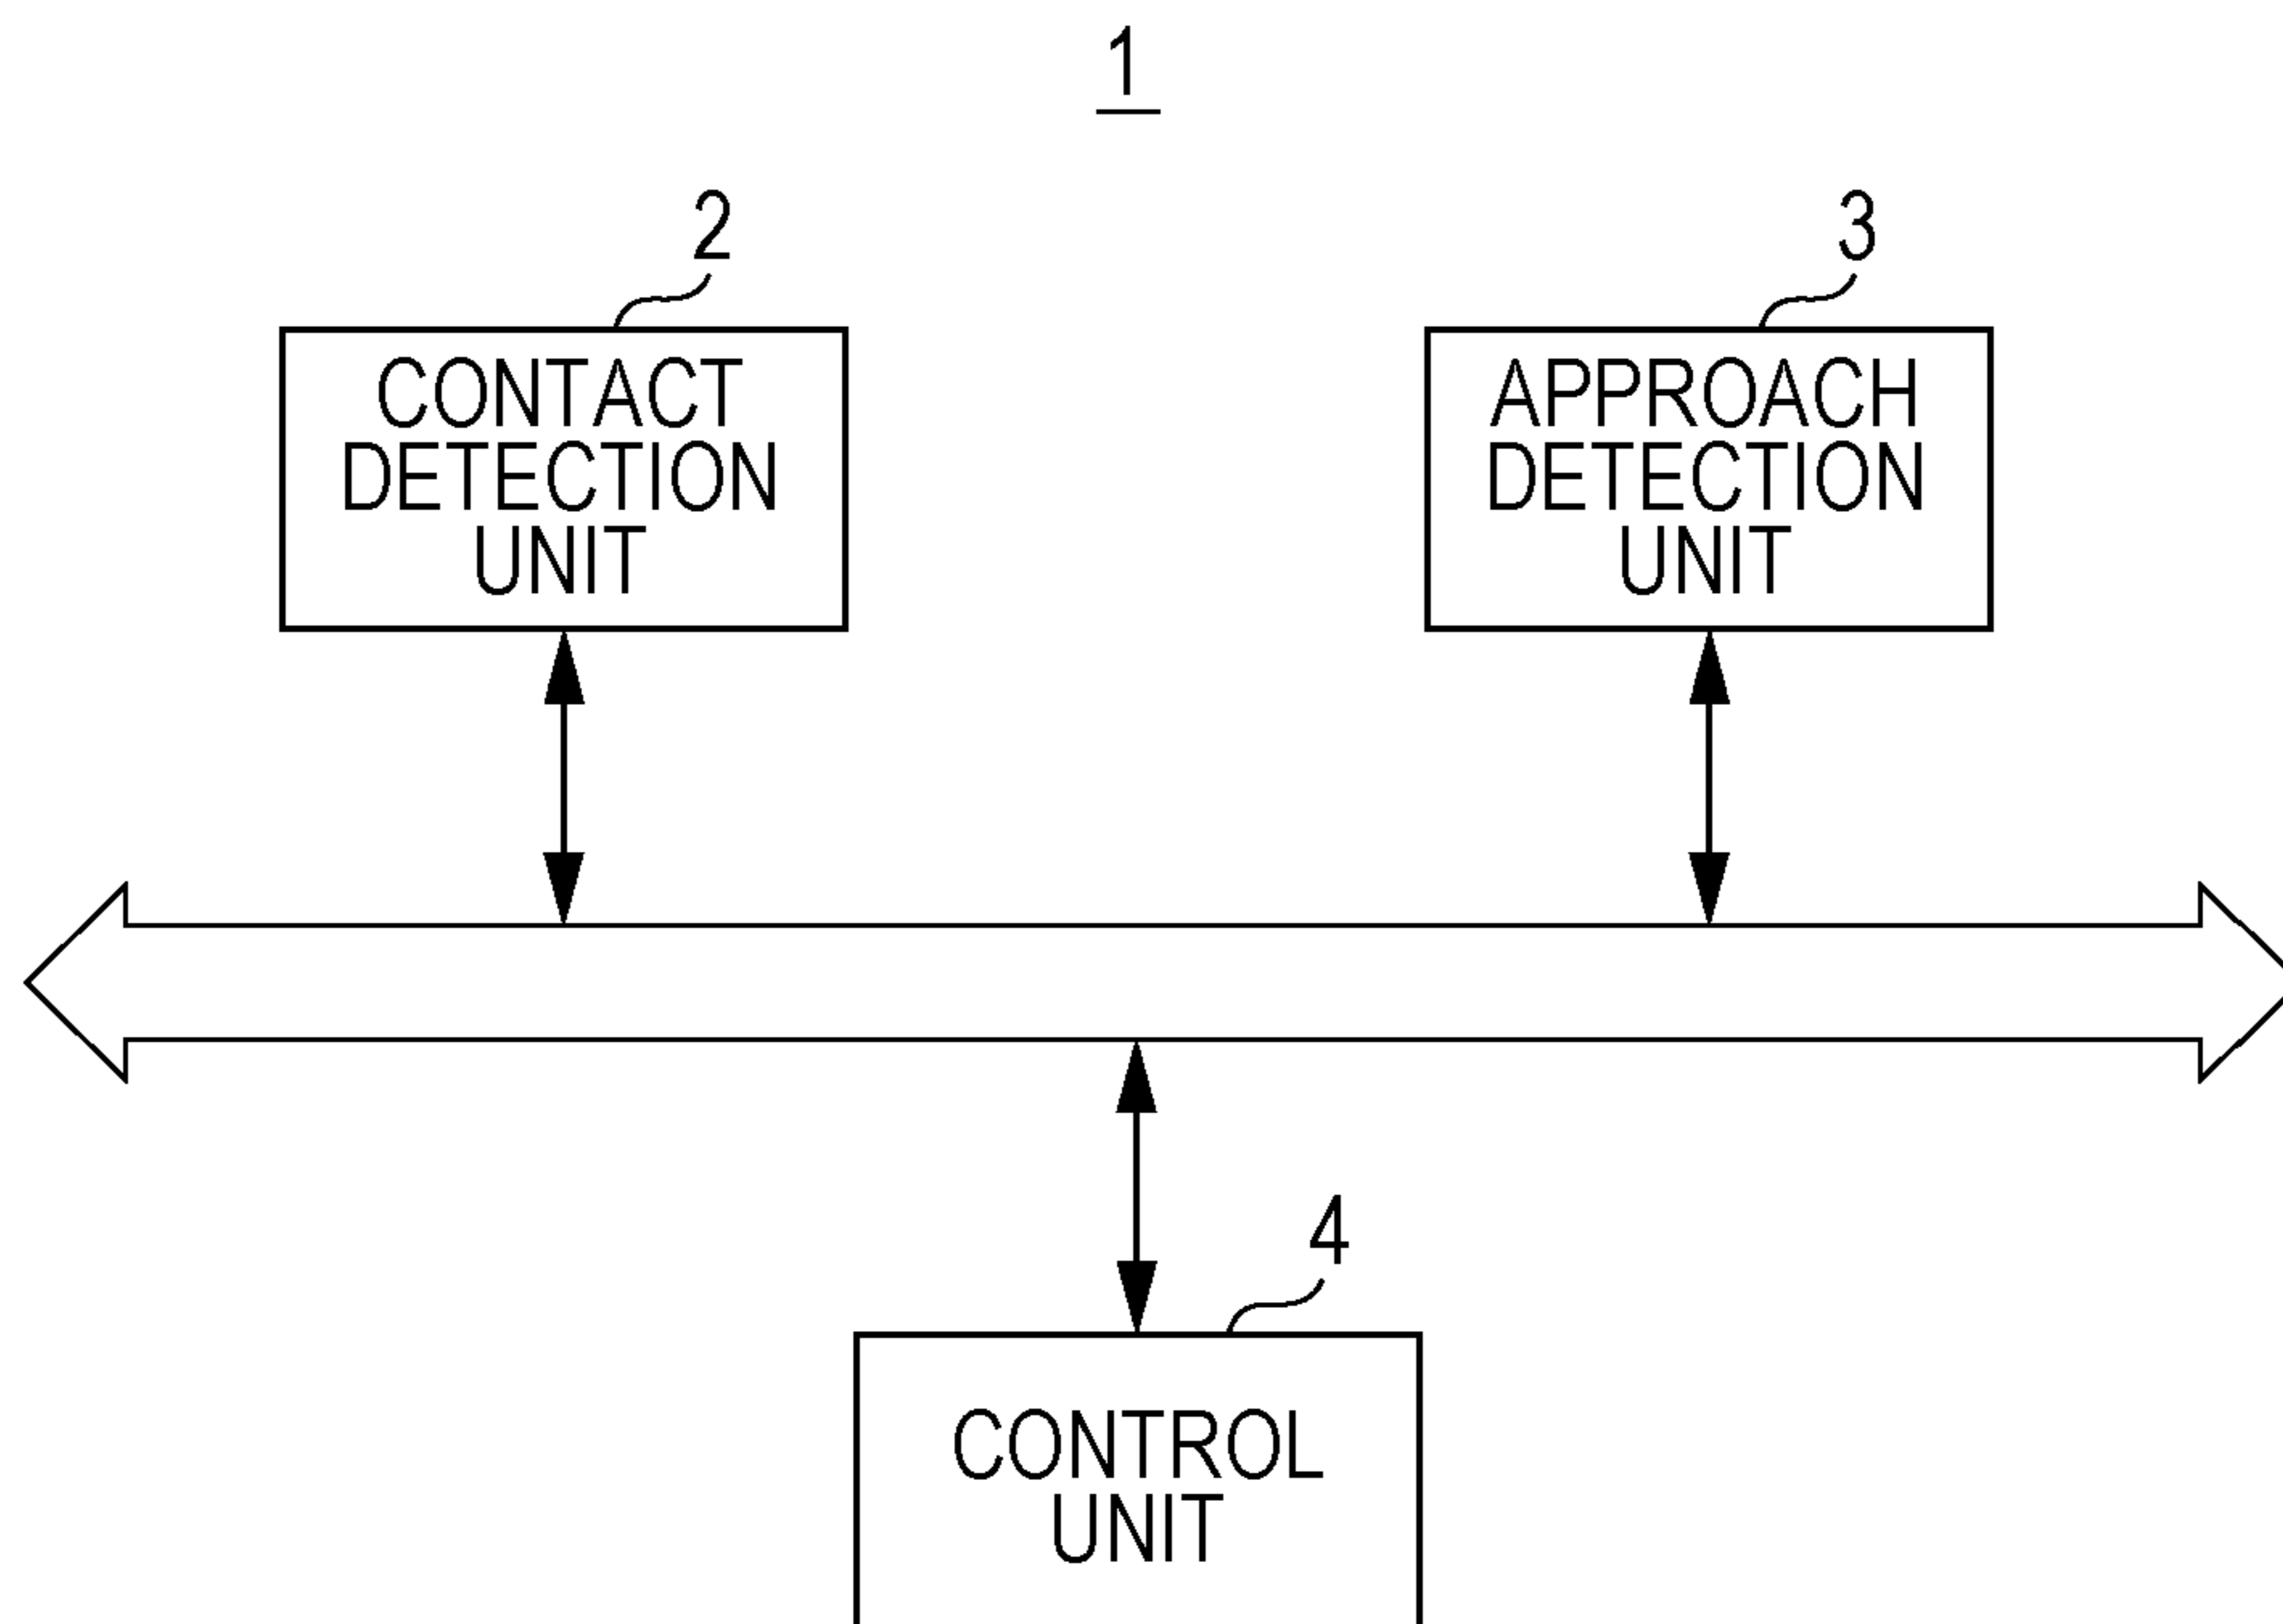 1
2
3
CONTACT
DETECTION
UNIT
APPROACH
DETECTION
UNIT
4
CONTROL
UNIT